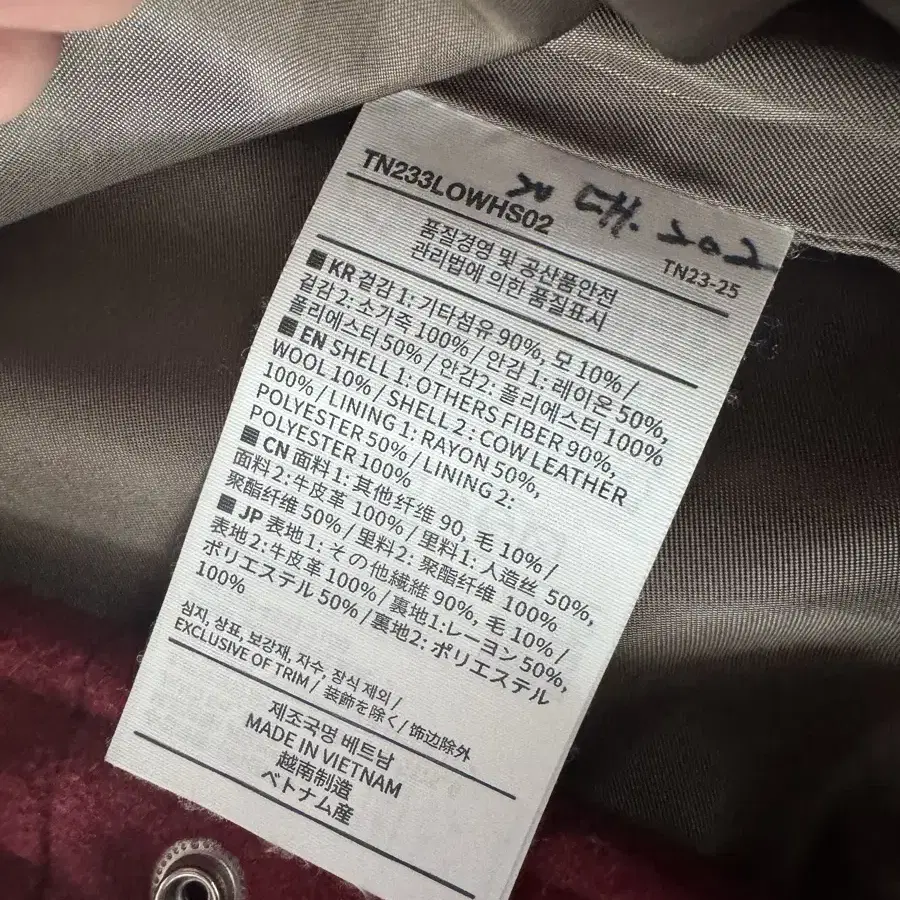 TN233LOWHS02
202
TN23-25
품질경영 및 공산품안전
관리법에 의한 품질표시
■ KR 겉감 1: 기타섬유 90%, 모 10% /
겉감 2: 소가죽 100% / 안감 1: 레이온 50%,
폴리에스터 50% / 안감2: 폴리에스터 100%
■ EN SHELL 1: OTHERS FIBER 90%,
WOOL10% / SHELL 2 : COW LEATHER
100% / LINING 1: RAYON 50%,
POLYESTER 50% / LINING 2:
POLYESTER 100%
■ CN 面料 1: 其他纤维 90, 毛 10% /
面料 2: 牛皮革 100% / 里料1: 人造丝 50%,
聚酯纤维 50% / 里料2: 聚酯纤维 100%
■ JP 表地 1: その他繊維 90%, 毛 10% /
表地 2: 牛皮革 100% / 裏地1:レーヨン 50%,
ポリエステル 50% / 裏地2: ポリエステル
100%
심지, 상표, 보강재, 자수, 장식 제외 /
EXCLUSIVE OF TRIM / 装飾を除く / 饰边除外
제조국명 베트남
MADE IN VIETNAM
越南制造
ベトナム産